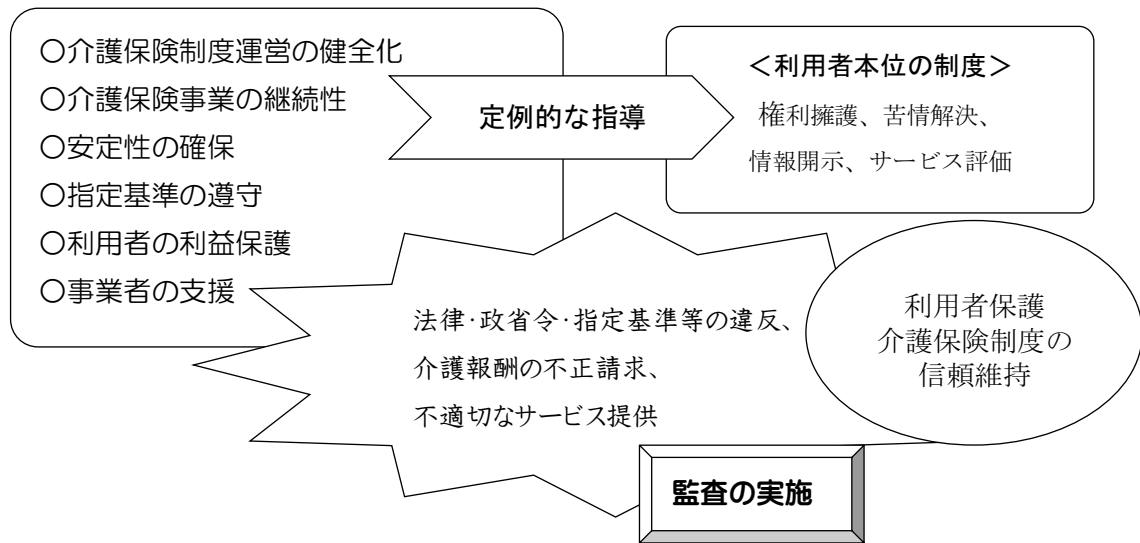 〇介護保険制度運営の健全化
〇介護保険事業の継続性
〇安定性の確保
〇指定基準の遵守
〇利用者の利益保護
〇事業者の支援
定例的な指導
＜利用者本位の制度＞
権利擁護、苦情解決、
情報開示、サービス評価
法律・政省令・指定基準等の違反、
介護報酬の不正請求、
不適切なサービス提供
利用者保護
介護保険制度の
信頼維持
監査の実施